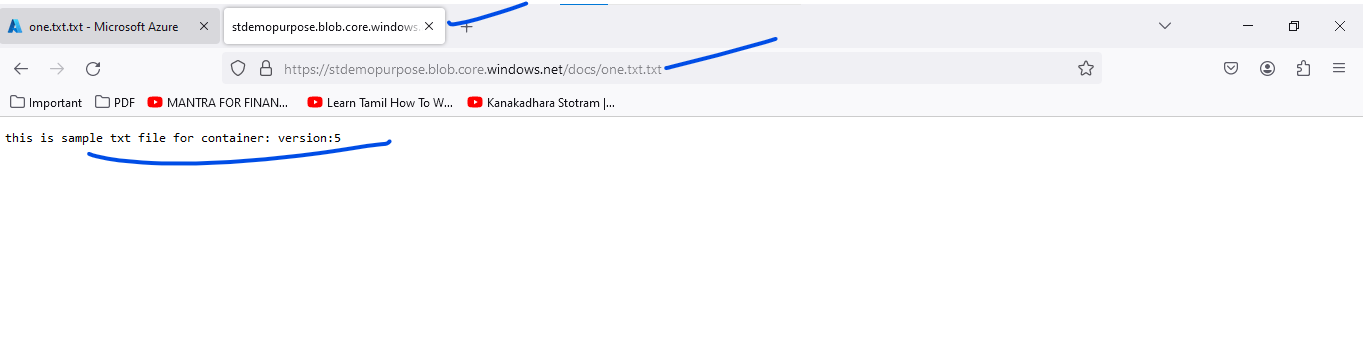 one.txt.txt - Microsoft Azure
stdemopurpose.blob.core.windows.
https://stdemopurpose.blob.core.windows.net/docs/one.txt.txt
Important PDF MANTRA FOR FINAN... Learn Tamil How To W... Kanakadhara Stotram |...
this is sample txt file for container: version:5